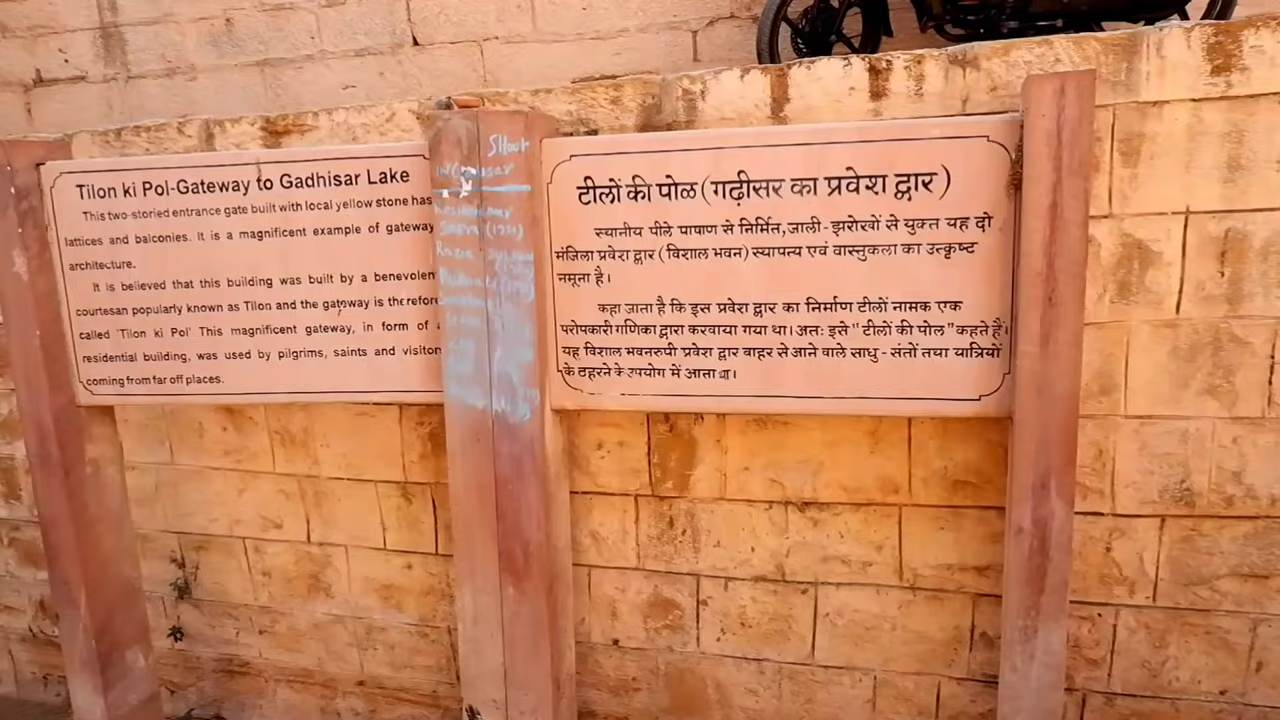 Tilon ki Pol-Gateway to Gadhisar Lake
This two-storied entrance gate built with local yellow stone has
lattices and balconies. It is a magnificent example of gateway
architecture.
It is believed that this building was built by a benevolen
courtesan popularly known as Tilon and the gateway is therefore
called 'Tilon ki Pol' This magnificent gateway, in form of
residential building, was used by pilgrims, saints and visitor
coming from far off places.
टीलों की पोळ (गढ़ीसर का प्रवेश द्वार)
स्थानीय पीले पाषाण से निर्मित, जाली - झरोखों से युक्त यह दो
मंजिला प्रवेश द्वार (विशाल भवन) स्थापत्य एवं वास्तुकला का उत्कृष्ट
नमूना है।
कहा जाता है कि इस प्रवेश द्वार का निर्माण टीलों नामक एक
परोपकारी गणिका द्वारा करवाया गया था। अतः इसे "टीलों की पोल" कहते हैं।
यह विशाल भवनरुपी प्रवेश द्वार बाहर से जाने वाले साधु - संतों तथा यात्रियों
के ठहरने के उपयोग में आता था।
Shoot